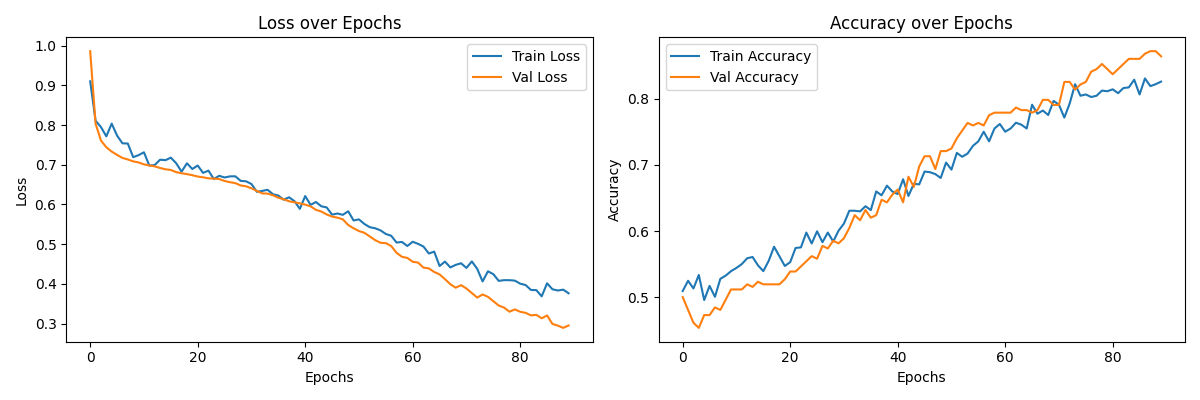 Loss over Epochs
Train Loss
Val Loss
1.0
0.9
0.8
0.7
0.6
0.5
0.4
0.3
Loss
0
20
40
60
80
Epochs
Accuracy over Epochs
Train Accuracy
Val Accuracy
0.8
0.7
0.6
0.5
Accuracy
0
20
40
60
80
Epochs